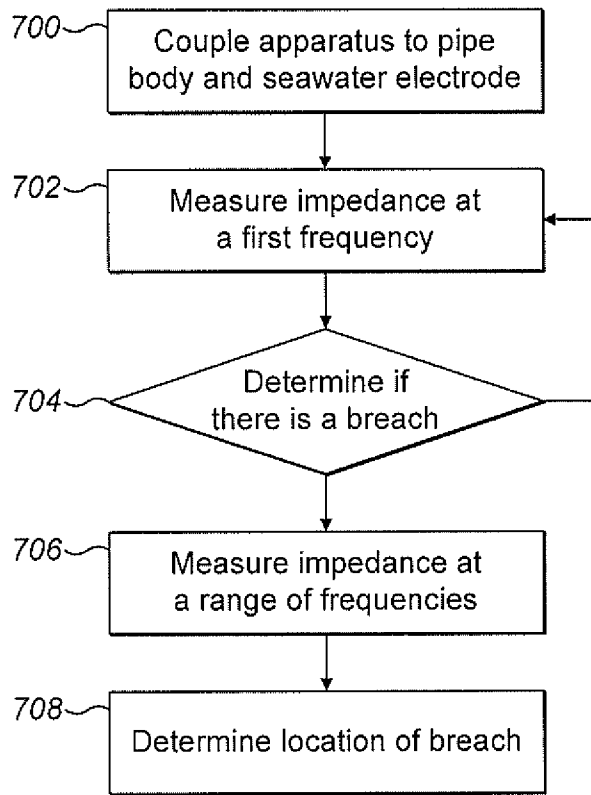 700
Couple apparatus to pipe
body and seawater electrode
702
Measure impedance at
a first frequency
704
Determine if
there is a breach
706
Measure impedance at
a range of frequencies
708
Determine location of breach